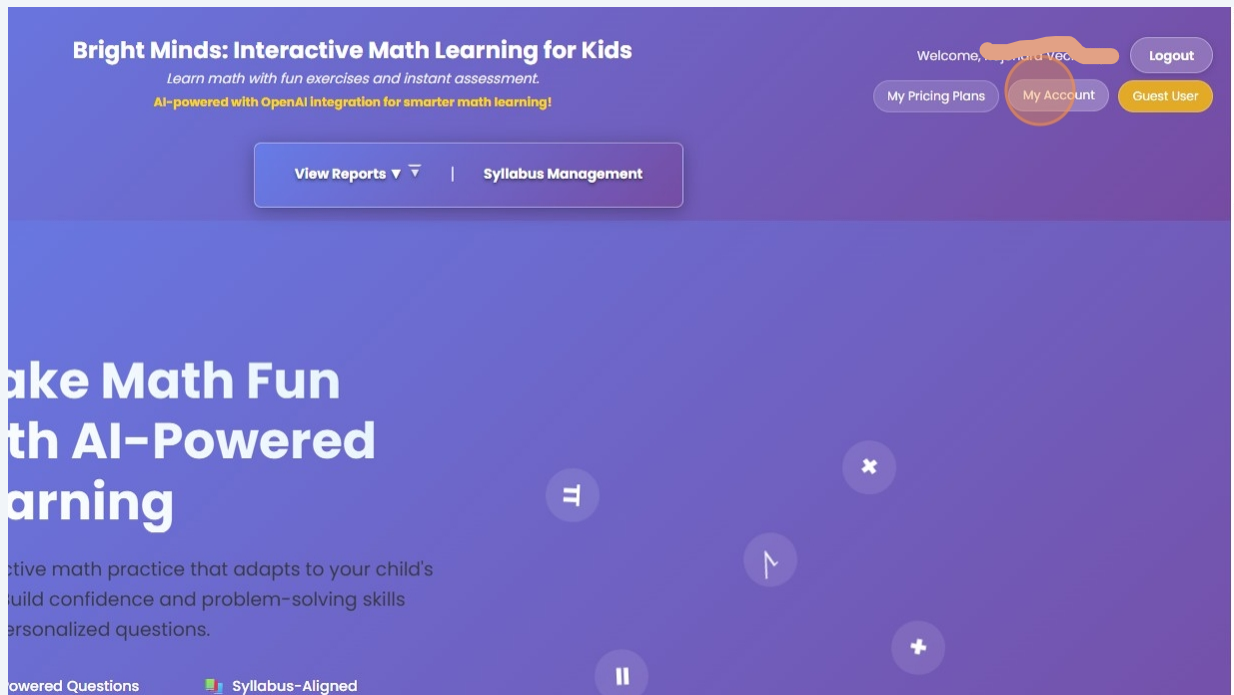 Bright Minds: Interactive Math Learning for Kids
Learn math with fun exercises and instant assessment.
AI-powered with OpenAI integration for smarter math learning!
Welcome,
Logout
My Pricing Plans
My Account
Guest User
View Reports ▼ | Syllabus Management
ake Math Fun
th AI-Powered
arning
ctive math practice that adapts to your child's
Build confidence and problem-solving skills
ersonalized questions.
owered Questions
Syllabus-Aligned